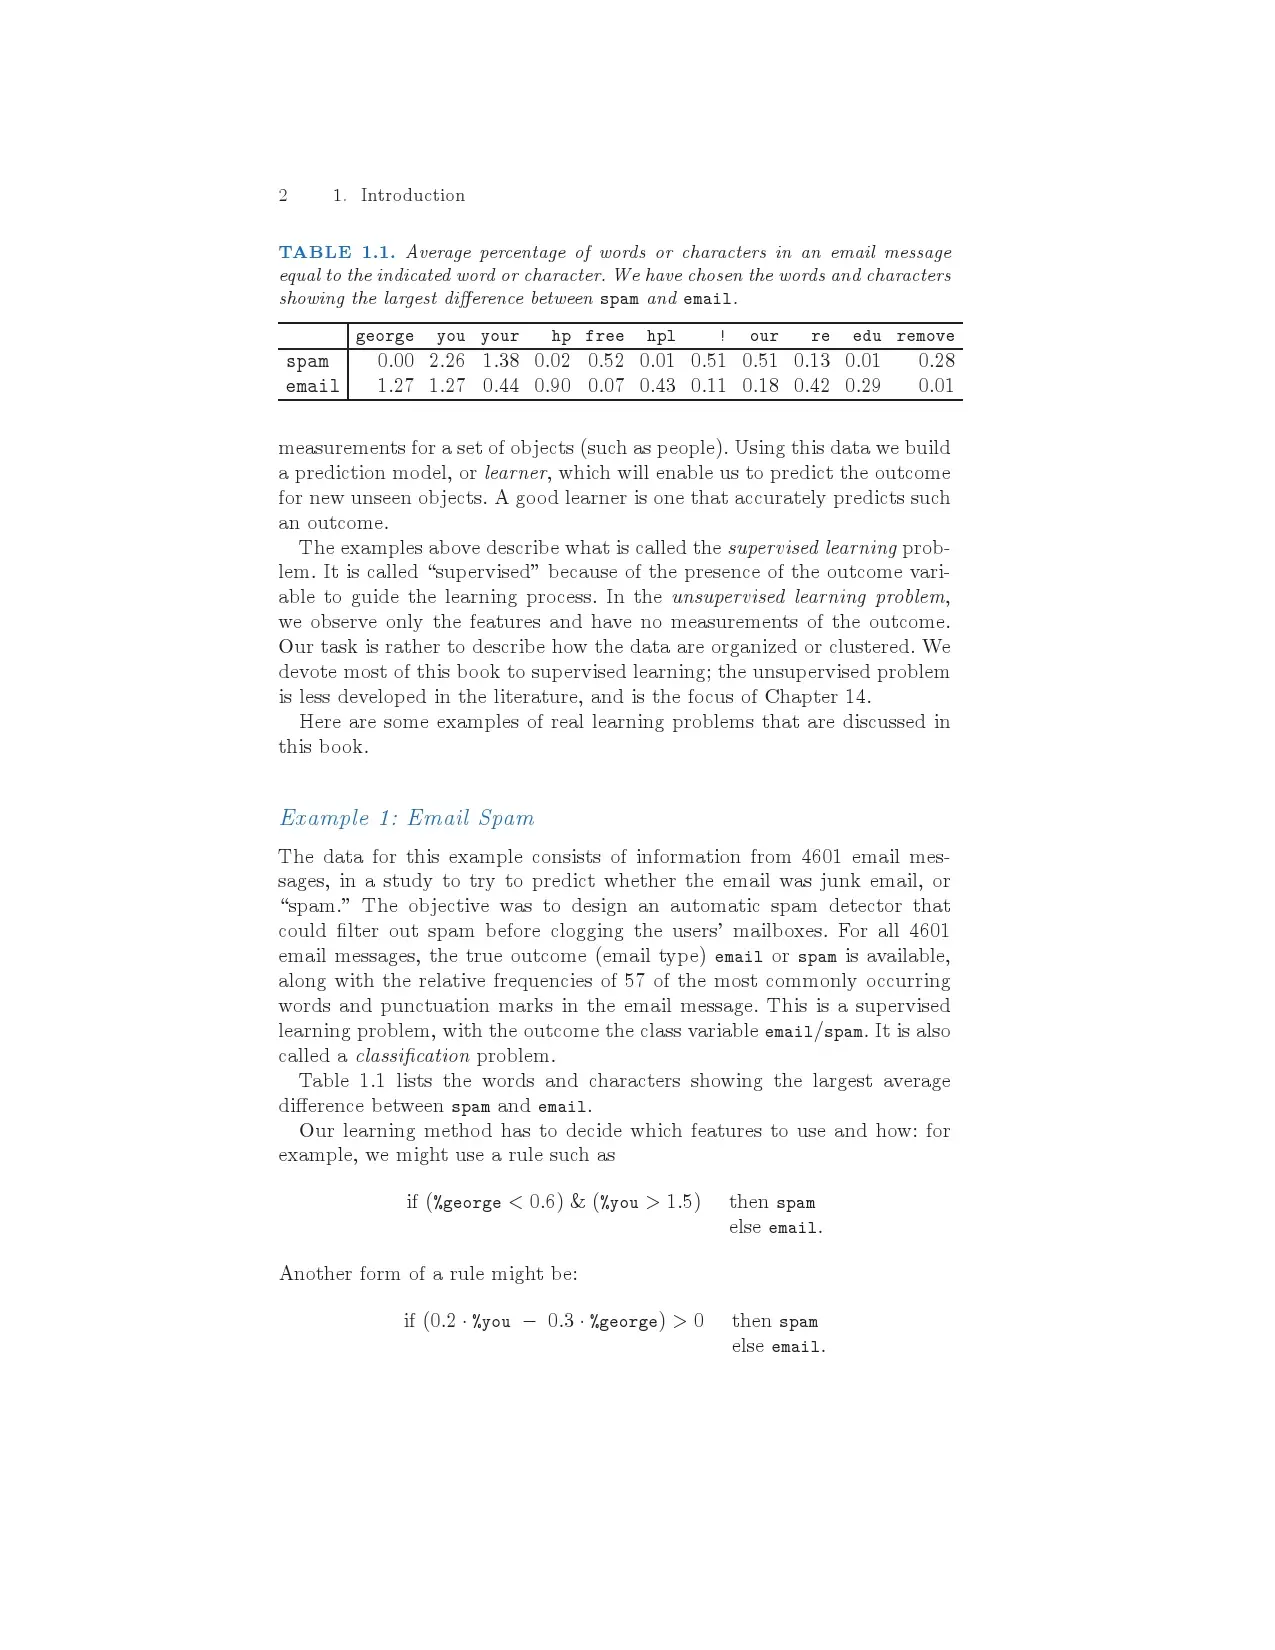 2 1. Introduction
TABLE 1.1. Average percentage of words or characters in an email message
equal to the indicated word or character. We have chosen the words and characters
showing the largest difference between spam and email.
george you your hp free hpl ! our re edu remove
spam 0.00 2.26 1.38 0.02 0.52 0.01 0.51 0.51 0.13 0.01 0.28
email 1.27 1.27 0.44 0.90 0.07 0.43 0.11 0.18 0.42 0.29 0.01
measurements for a set of objects (such as people). Using this data we build
a prediction model, or learner, which will enable us to predict the outcome
for new unseen objects. A good learner is one that accurately predicts such
an outcome.
The examples above describe what is called the supervised learning prob-
lem. It is called “supervised” because of the presence of the outcome vari-
able to guide the learning process. In the unsupervised learning problem,
we observe only the features and have no measurements of the outcome.
Our task is rather to describe how the data are organized or clustered. We
devote most of this book to supervised learning; the unsupervised problem
is less developed in the literature, and is the focus of Chapter 14.
Here are some examples of real learning problems that are discussed in
this book.
Example 1: Email Spam
The data for this example consists of information from 4601 email mes-
sages, in a study to try to predict whether the email was junk email, or
“spam.” The objective was to design an automatic spam detector that
could filter out spam before clogging the users’ mailboxes. For all 4601
email messages, the true outcome (email type) email or spam is available,
along with the relative frequencies of 57 of the most commonly occurring
words and punctuation marks in the email message. This is a supervised
learning problem, with the outcome the class variable email/spam. It is also
called a classification problem.
Table 1.1 lists the words and characters showing the largest average
difference between spam and email.
Our learning method has to decide which features to use and how: for
example, we might use a rule such as
if (%george < 0.6) & (%you > 1.5) then spam
else email.
Another form of a rule might be:
if (0.2 · %you − 0.3 · %george) > 0 then spam
else email.